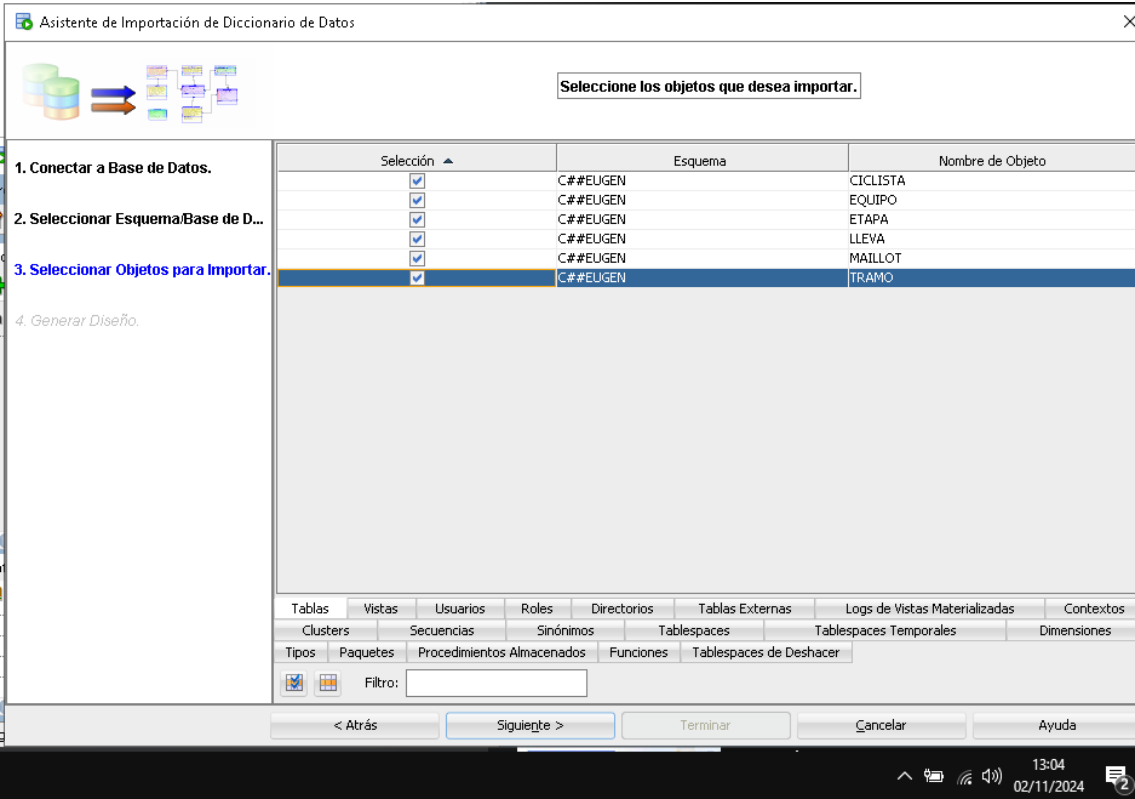 Asistente de Importación de Diccionario de Datos
Seleccione los objetos que desea importar.
1. Conectar a Base de Datos.
2. Seleccionar Esquema/Base de D...
3. Seleccionar Objetos para Importar.
4. Generar Diseño.
Selección Esquema Nombre de Objeto
C##EUGEN CICLISTA
C##EUGEN EQUIPO
C##EUGEN ETAPA
C##EUGEN LLEVA
C##EUGEN MAILLOT
C##EUGEN TRAMO
Tablas Vistas Usuarios Roles Directorios Tablas Externas Logs de Vistas Materializadas Contextos
Clusters Secuencias Sinónimos Tablespaces Tablespaces Temporales Dimensiones
Tipos Paquetes Procedimientos Almacenados Funciones Tablespaces de Deshacer
Filtro:
< Atrás Siguiente > Terminar Cancelar Ayuda
13:04
02/11/2024
2